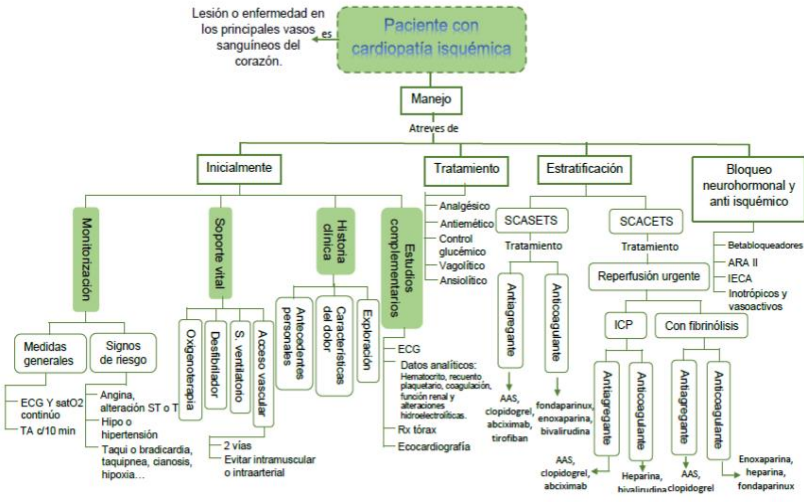 Lesión o enfermedad en
los principales vasos
sanguíneos del
corazón.
es
Paciente con
cardiopatía isquémica
Manejo
Atreves de
Inicialmente
Tratamiento
Estratificación
Bloqueo
neurohormonal y
anti isquémico
Monitorización
Soporte vital
Historia
clínica
Estudios
complementarios
Analgésico
Antiemético
Control
glucémico
Vagolítico
Ansiolítico
SCASETS
Tratamiento
SCACETS
Tratamiento
Reperfusión urgente
Betabloqueadores
ARA II
IECA
Inotrópicos y
vasoactivos
Medidas
generales
Signos
de riesgo
Oxigenoterapia
Desfibrilador
S. ventilatorio
Acceso vascular
Antecedentes
personales
Características
del dolor
Exploración
Antiagregante
Anticoagulante
ICP
Con fibrinólisis
ECG Y satO2
continúo
TA c/10 min
Angina,
alteración ST o T
Hipo o
hipertensión
Taqui o bradicardia,
taquipnea, cianosis,
hipoxia…
2 vías
Evitar intramuscular
o intraarterial
ECG
Datos analíticos:
Hematocrito, recuento
plaquetario, coagulación,
función renal y
alteraciones
hidroelectrolíticas.
Rx tórax
Ecocardiografía
AAS,
clopidogrel,
abciximab,
tirofiban
fondaparinux,
enoxaparina,
bivalirudina
Antiagregante
Anticoagulante
Antiagregante
Anticoagulante
AAS,
clopidogrel,
abciximab
Heparina,
bivalirudina
AAS,
clopidogrel
Enoxaparina,
heparina,
fondaparinux